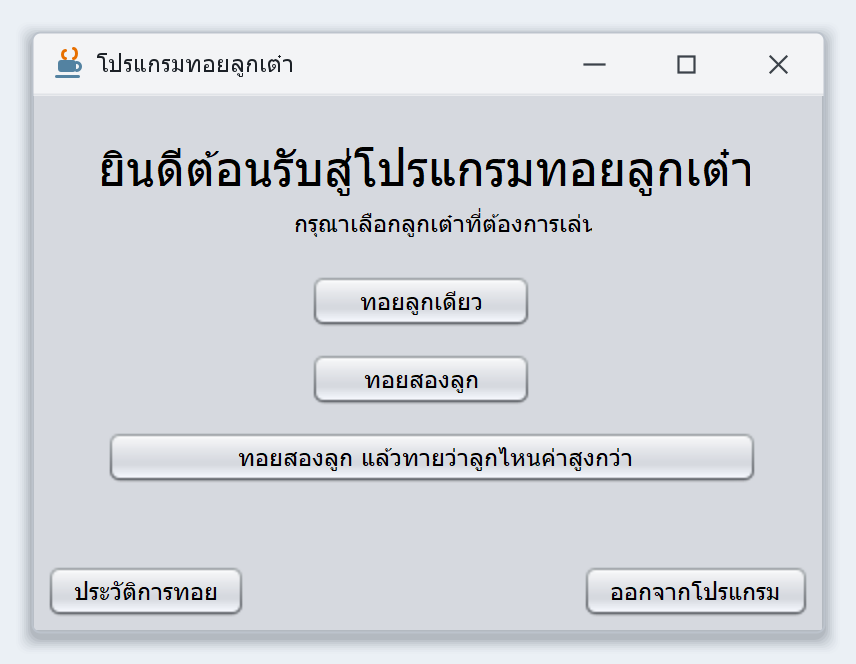 โปรแกรมทอยลูกเต๋า
ยินดีต้อนรับสู่โปรแกรมทอยลูกเต๋า
กรุณาเลือกลูกเต๋าที่ต้องการเล่น
ทอยลูกเดียว
ทอยสองลูก
ทอยสองลูก แล้วทายว่าลูกไหนค่าสูงกว่า
ประวัติการทอย
ออกจากโปรแกรม